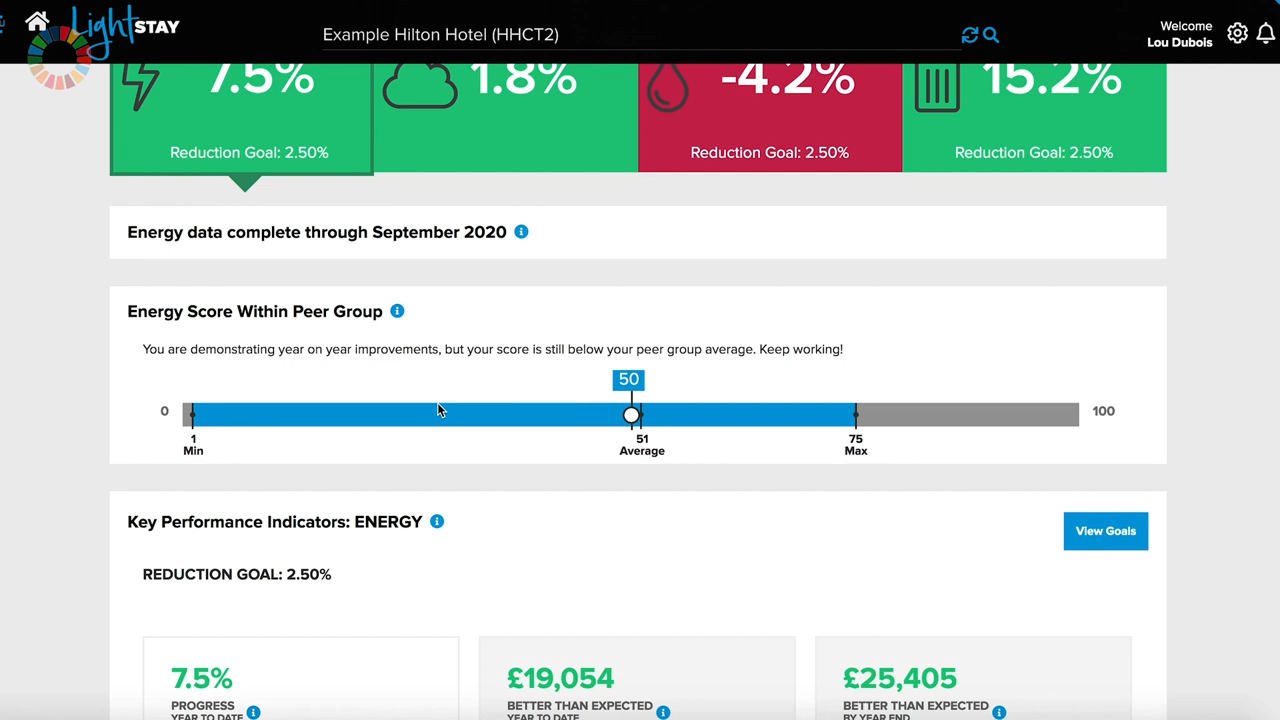 LightSTAY
Example Hilton Hotel (HHCT2)
Welcome
Lou Dubois
7.5%
1.8%
-4.2%
15.2%
Reduction Goal: 2.50%
Reduction Goal: 2.50%
Reduction Goal: 2.50%
Energy data complete through September 2020
Energy Score Within Peer Group
You are demonstrating year on year improvements, but your score is still below your peer group average. Keep working!
50
0
100
1
Min
51
Average
75
Max
Key Performance Indicators: ENERGY
View Goals
REDUCTION GOAL: 2.50%
7.5%
PROGRESS
YEAR TO DATE
£19,054
BETTER THAN EXPECTED
YEAR TO DATE
£25,405
BETTER THAN EXPECTED
BY YEAR END